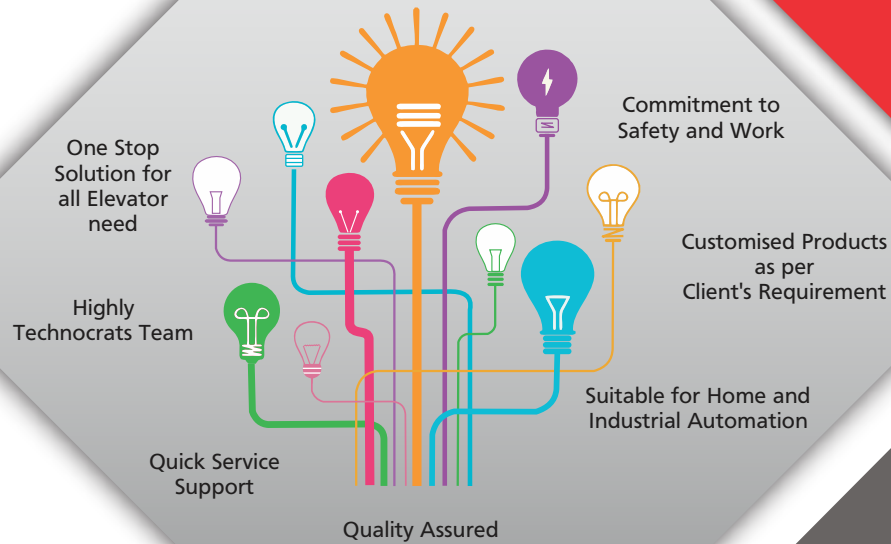 One Stop
Solution for
all Elevator
need
Commitment to
Safety and Work
Highly
Technocrats Team
Customised Products
as per
Client's Requirement
Quick Service
Support
Suitable for Home and
Industrial Automation
Quality Assured